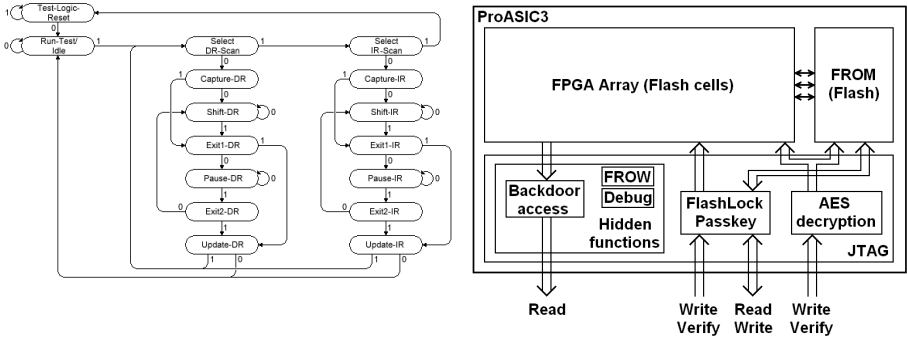 Test-Logic-
Reset
1
0
Run-Test/
Idle
0
1
Select
DR-Scan
1
Select
IR-Scan
1
0
0
1
Capture-DR
1
Capture-IR
0
0
Shift-DR
0
Shift-IR
0
1
1
Exit1-DR
1
Exit1-IR
1
0
0
Pause-DR
0
Pause-IR
0
1
1
0
Exit2-DR
0
Exit2-IR
1
1
Update-DR
Update-IR
1
0
1
0
ProASIC3
FPGA Array (Flash cells)
FROM
(Flash)
Backdoor
access
FROW
Debug
Hidden
functions
FlashLock
Passkey
AES
decryption
JTAG
Read
Write
Verify
Read
Write
Write
Verify